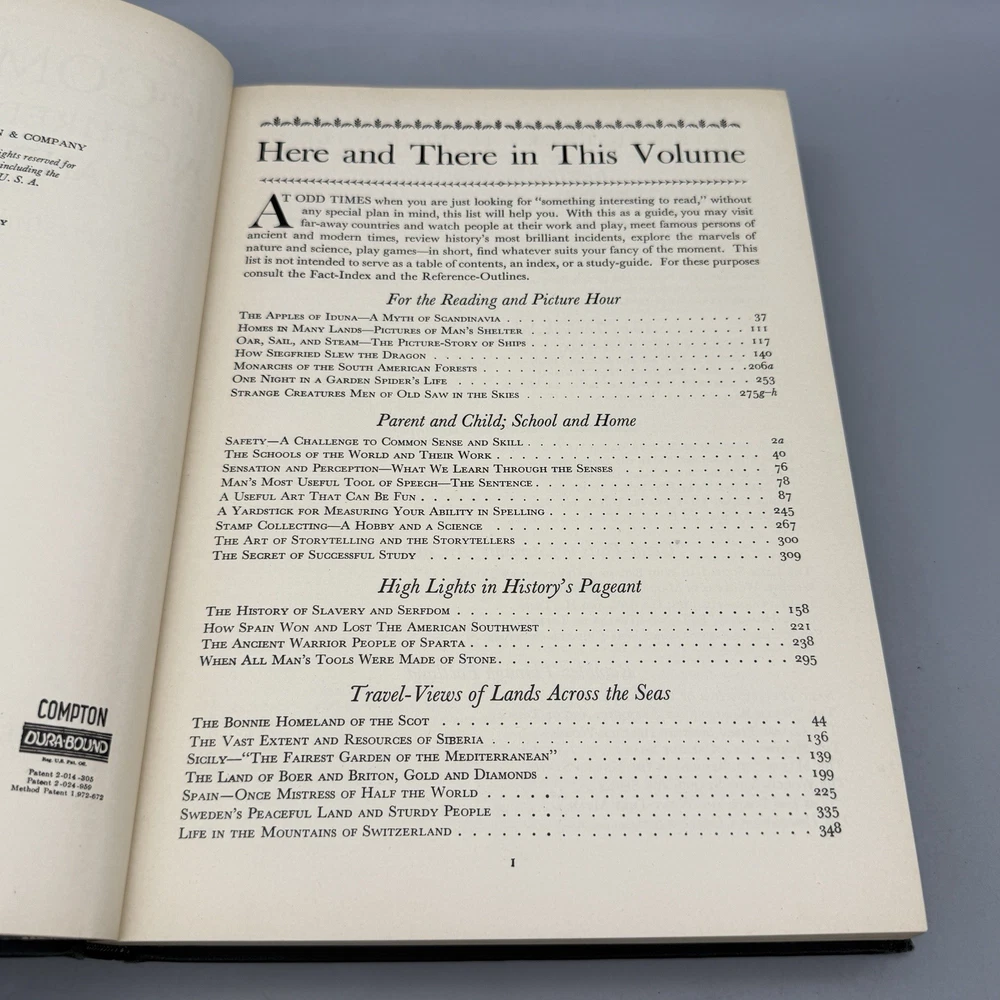 & COMPANY
ights reserved for
including the
U. S. A.
COMPTON
DURA-BOUND
Reg. U.S. Pat. Off.
Patent 2-014-305
Patent 2-024-950
Method Patent 1.972-672
Here and There in This Volume
AT ODD TIMES when you are just looking for “something interesting to read,” without
any special plan in mind, this list will help you. With this as a guide, you may visit
far-away countries and watch people at their work and play, meet famous persons of
ancient and modern times, review history’s most brilliant incidents, explore the marvels of
nature and science, play games—in short, find whatever suits your fancy of the moment. This
list is not intended to serve as a table of contents, an index, or a study-guide. For these purposes
consult the Fact-Index and the Reference-Outlines.
For the Reading and Picture Hour
The Apples of Iduna—A Myth of Scandinavia . . . . . . . . . . 37
Homes in Many Lands—Pictures of Man’s Shelter . . . . . . . . . . 111
Oar, Sail, and Steam—The Picture-Story of Ships . . . . . . . . . . 117
How Siegfried Slew the Dragon . . . . . . . . . . 140
Monarchs of the South American Forests . . . . . . . . . . 206a
One Night in a Garden Spider’s Life . . . . . . . . . . 253
Strange Creatures Men of Old Saw in the Skies . . . . . . . . . . 275g-h
Parent and Child; School and Home
Safety—A Challenge to Common Sense and Skill . . . . . . . . . . 2a
The Schools of the World and Their Work . . . . . . . . . . 40
Sensation and Perception—What We Learn Through the Senses . . . . . . . . . . 76
Man’s Most Useful Tool of Speech—The Sentence . . . . . . . . . . 78
A Useful Art That Can Be Fun . . . . . . . . . . 87
A Yardstick for Measuring Your Ability in Spelling . . . . . . . . . . 245
Stamp Collecting—A Hobby and a Science . . . . . . . . . . 267
The Art of Storytelling and the Storytellers . . . . . . . . . . 300
The Secret of Successful Study . . . . . . . . . . 309
High Lights in History’s Pageant
The History of Slavery and Serfdom . . . . . . . . . . 158
How Spain Won and Lost The American Southwest . . . . . . . . . . 221
The Ancient Warrior People of Sparta . . . . . . . . . . 238
When All Man’s Tools Were Made of Stone . . . . . . . . . . 295
Travel-Views of Lands Across the Seas
The Bonnie Homeland of the Scot . . . . . . . . . . 44
The Vast Extent and Resources of Siberia . . . . . . . . . . 136
Sicily—“The Fairest Garden of the Mediterranean” . . . . . . . . . . 139
The Land of Boer and Briton, Gold and Diamonds . . . . . . . . . . 199
Spain—Once Mistress of Half the World . . . . . . . . . . 225
Sweden’s Peaceful Land and Sturdy People . . . . . . . . . . 335
Life in the Mountains of Switzerland . . . . . . . . . . 348
I